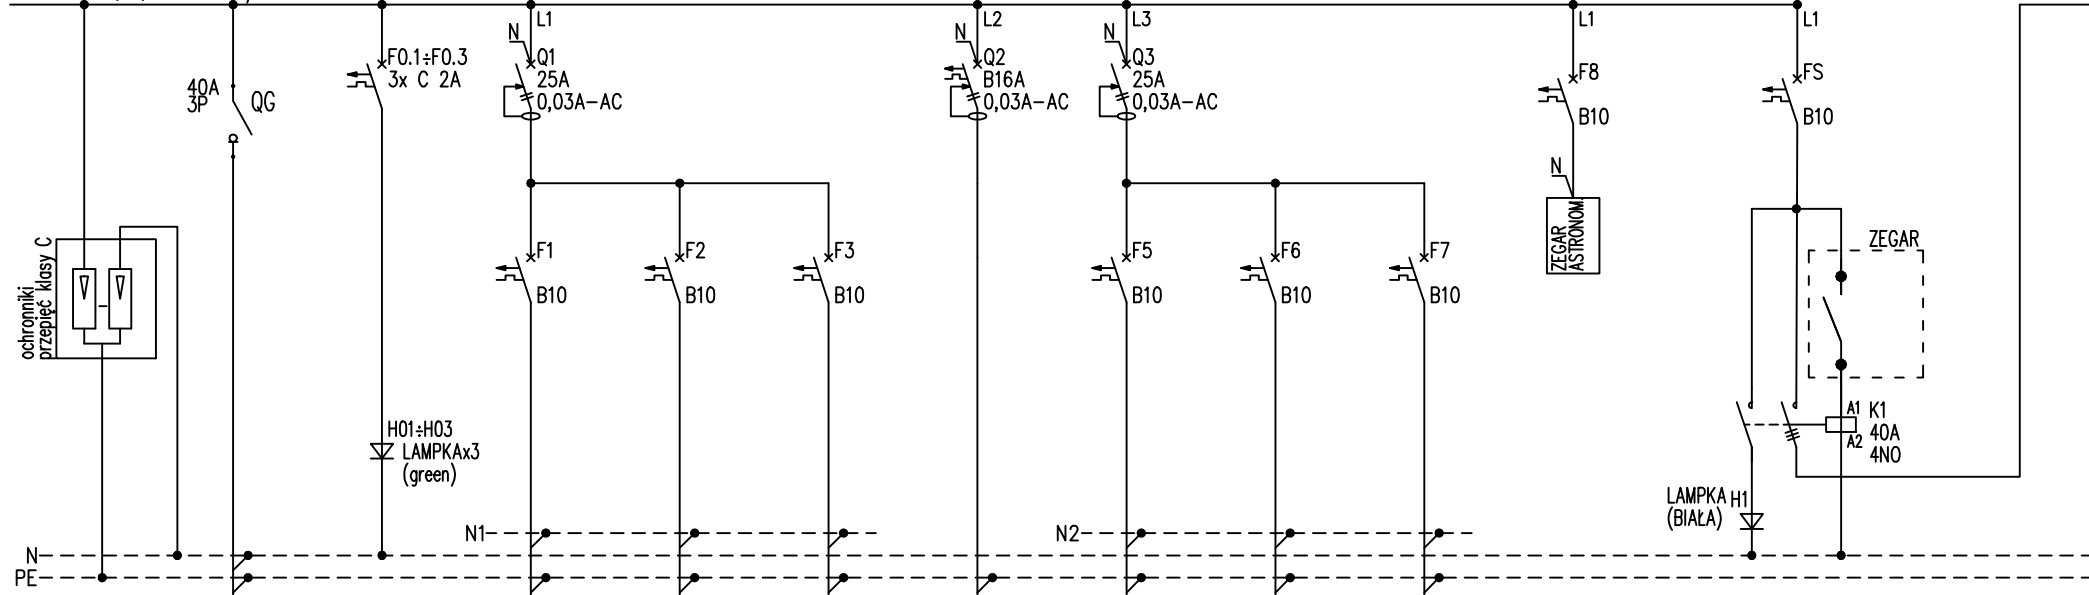 40A
3P
QG
F0.1÷F0.3
3x C 2A
L1
N
Q1
25A
0,03A-AC
L2
N
Q2
B16A
0,03A-AC
L3
N
Q3
25A
0,03A-AC
L1
F8
B10
N
ZEGAR
ASTRONOM.
L1
FS
B10
ZEGAR
ochronniki
przepięć klasy C
F1
B10
F2
B10
F3
B10
F5
B10
F6
B10
F7
B10
H01÷H03
LAMPKAx3
(green)
A1
K1
40A
A2
4NO
LAMPKA H1
(BIAŁA)
N1
N2
N
PE